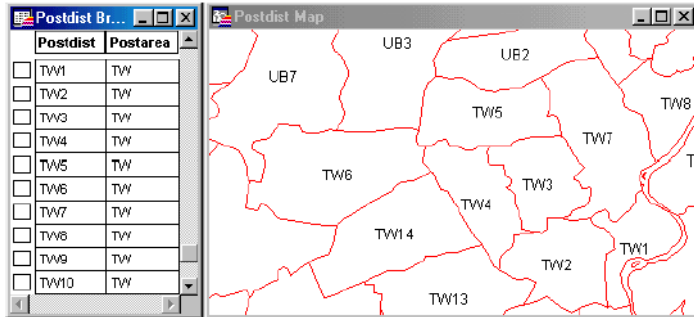 Postdist Br...
Postdist Postarea
TW1 TW
TW2 TW
TW3 TW
TW4 TW
TW5 TW
TW6 TW
TW7 TW
TW8 TW
TW9 TW
TW10 TW
Postdist Map
UB3
UB2
UB7
TW8
TW5
TW7
T
TW6
TW3
TW4
TW14
TW1
TW2
TW13